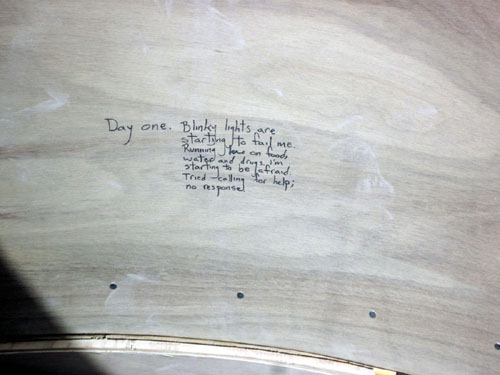 Day one. Blinky lights are
starting to fail me.
Running low on food,
water and drugs. I'm
starting to be afraid.
Tried calling for help;
no response